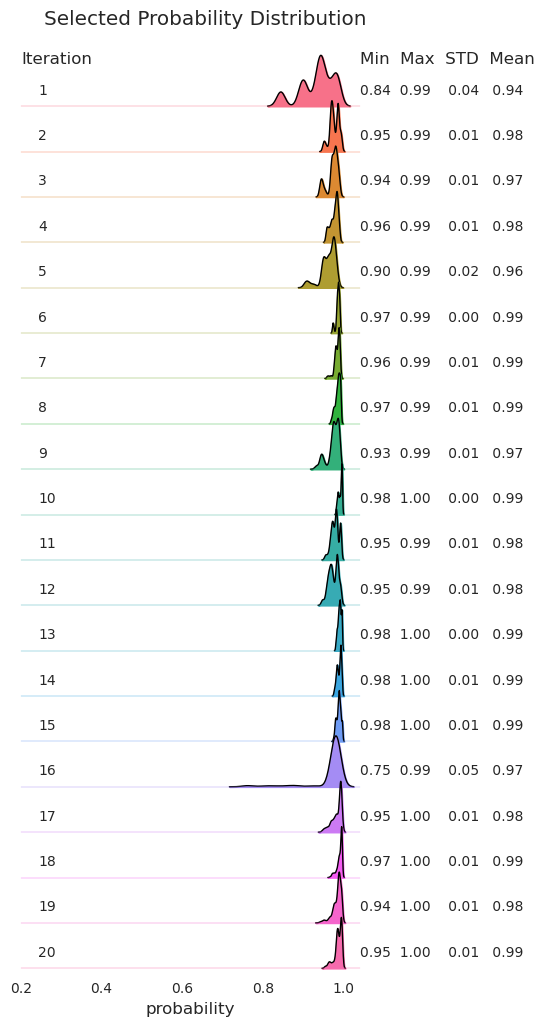 Selected Probability Distribution
Iteration Min Max STD Mean
1 0.84 0.99 0.04 0.94
2 0.95 0.99 0.01 0.98
3 0.94 0.99 0.01 0.97
4 0.96 0.99 0.01 0.98
5 0.90 0.99 0.02 0.96
6 0.97 0.99 0.00 0.99
7 0.96 0.99 0.01 0.99
8 0.97 0.99 0.01 0.99
9 0.93 0.99 0.01 0.97
10 0.98 1.00 0.00 0.99
11 0.95 0.99 0.01 0.98
12 0.95 0.99 0.01 0.98
13 0.98 1.00 0.00 0.99
14 0.98 1.00 0.01 0.99
15 0.98 1.00 0.01 0.99
16 0.75 0.99 0.05 0.97
17 0.95 1.00 0.01 0.98
18 0.97 1.00 0.01 0.99
19 0.94 1.00 0.01 0.98
20 0.95 1.00 0.01 0.99
0.2 0.4 0.6 0.8 1.0
probability